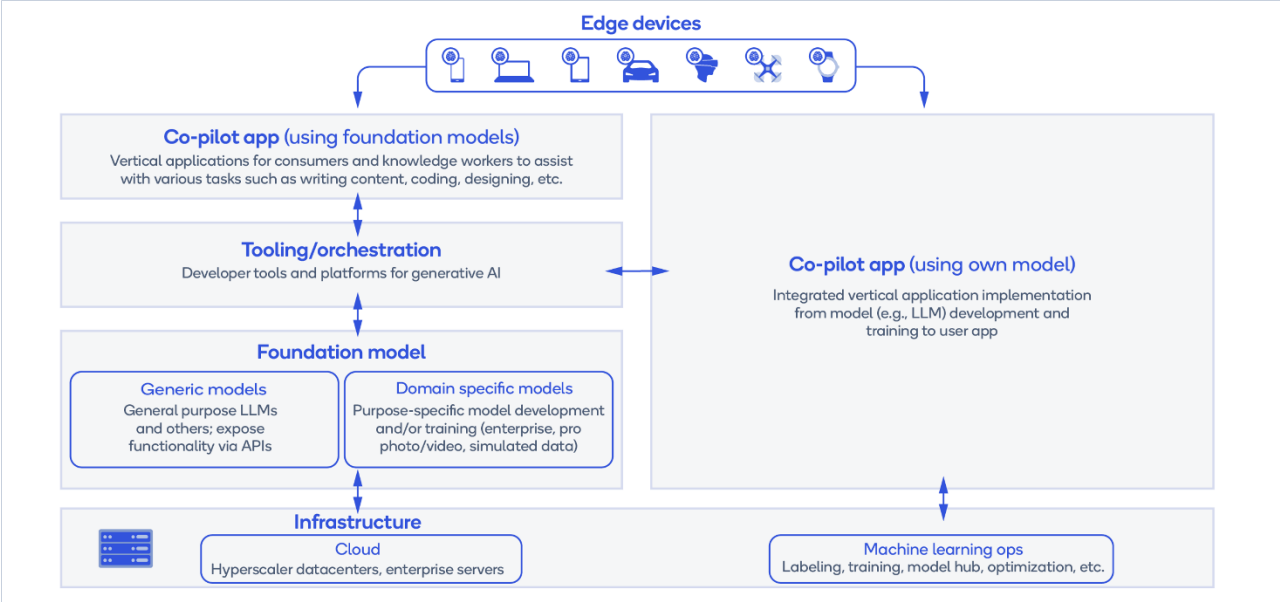 Edge devices
Co-pilot app (using foundation models)
Vertical applications for consumers and knowledge workers to assist
with various tasks such as writing content, coding, designing, etc.
Tooling/orchestration
Developer tools and platforms for generative AI
Foundation model
Generic models
General purpose LLMs
and others; expose
functionality via APIs
Domain specific models
Purpose-specific model development
and/or training (enterprise, pro
photo/video, simulated data)
Co-pilot app (using own model)
Integrated vertical application implementation
from model (e.g., LLM) development and
training to user app
Infrastructure
Cloud
Hyperscaler datacenters, enterprise servers
Machine learning ops
Labeling, training, model hub, optimization, etc.